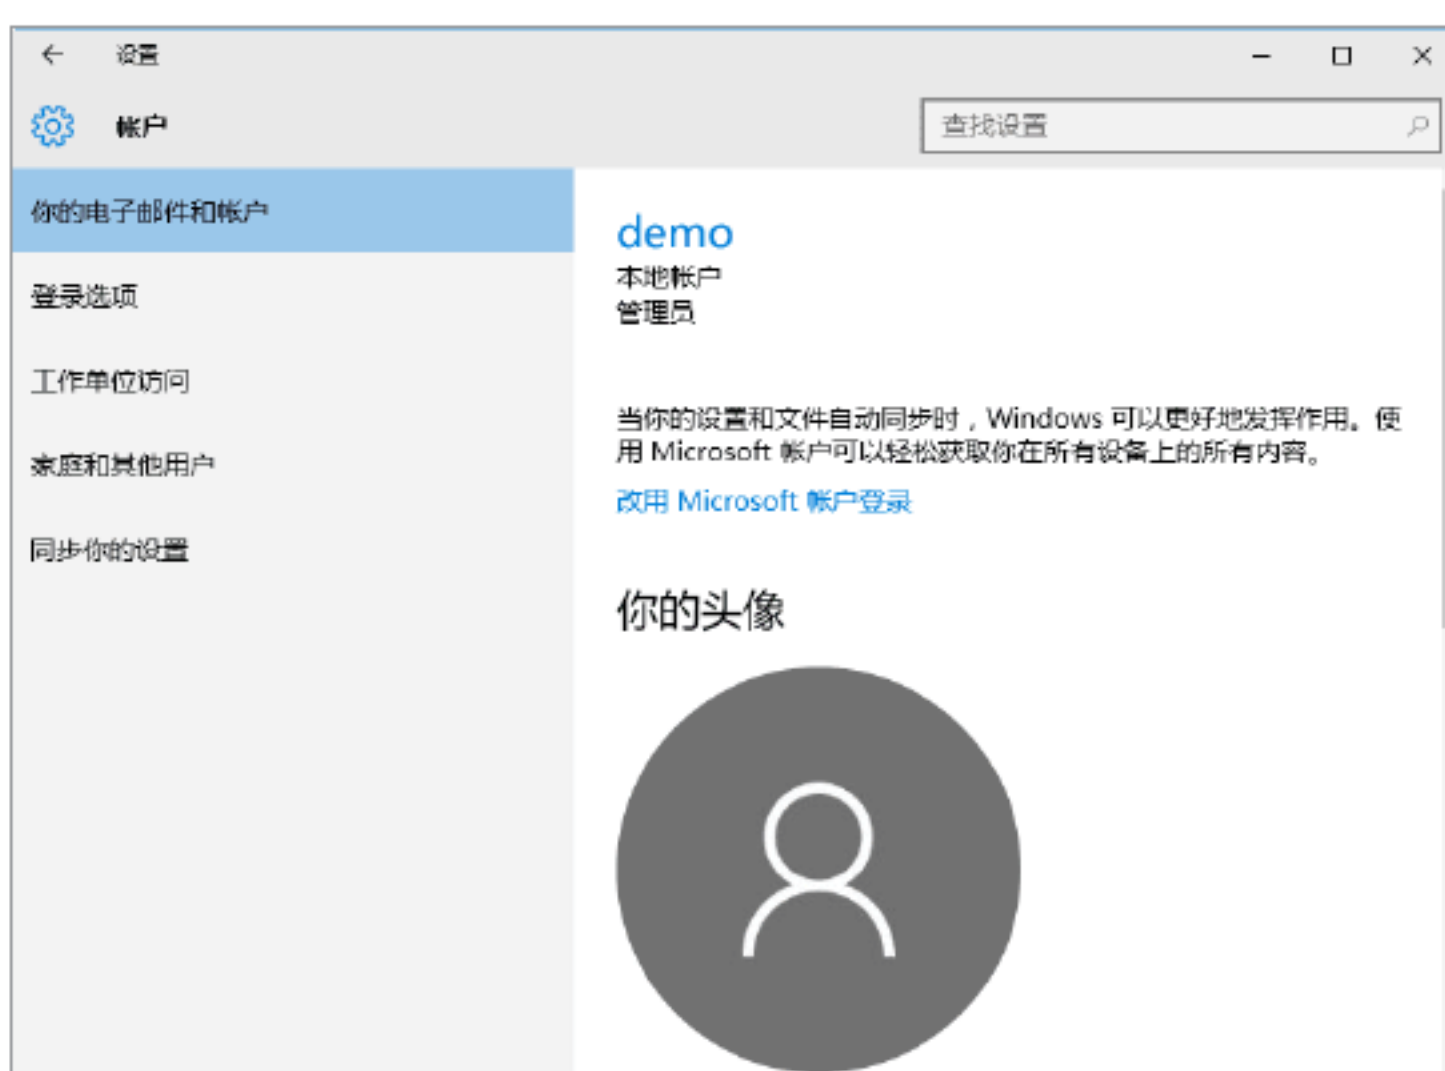 设置
帐户
查找设置
你的电子邮件和帐户
登录选项
工作单位访问
家庭和其他用户
同步你的设置
demo
本地帐户
管理员
当你的设置和文件自动同步时，Windows 可以更好地发挥作用。使
用 Microsoft 帐户可以轻松获取你在所有设备上的所有内容。
改用 Microsoft 帐户登录
你的头像